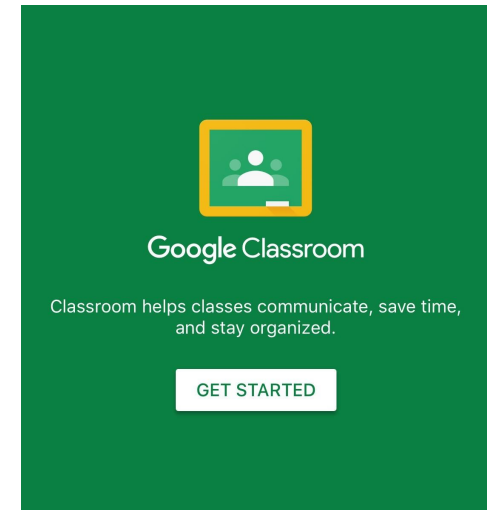 Google Classroom
Classroom helps classes communicate, save time,
and stay organized.
GET STARTED